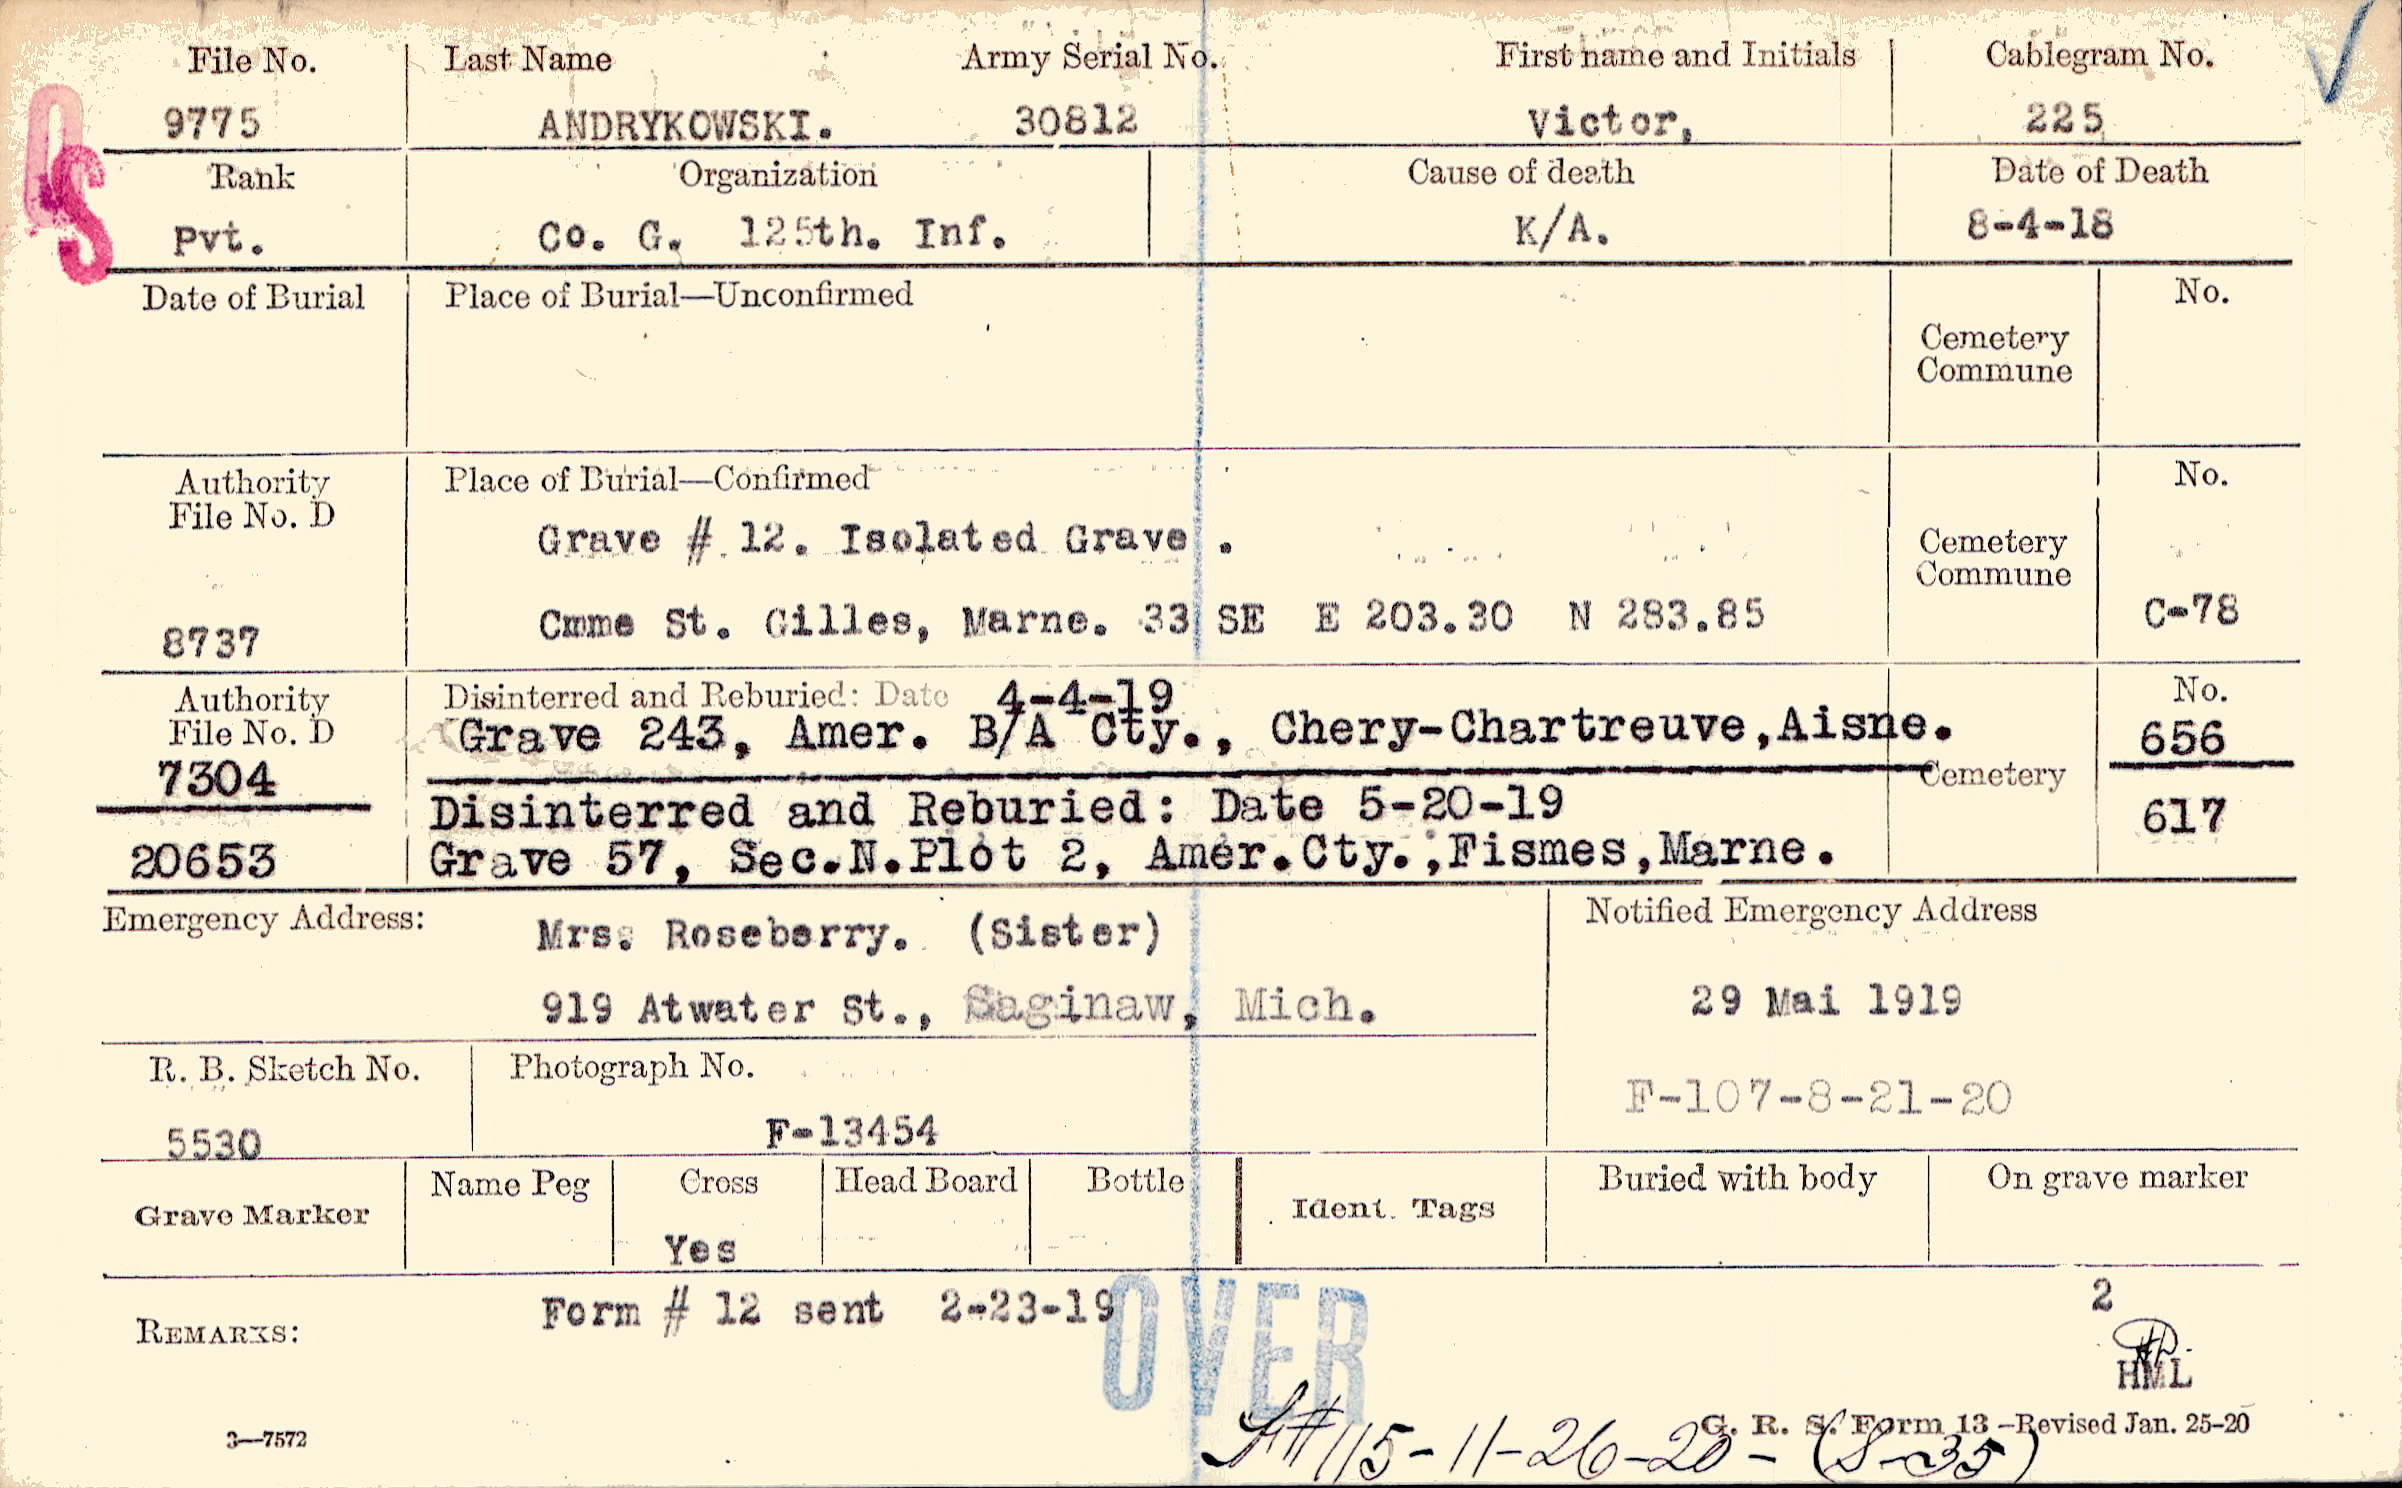 File No. Last Name Army Serial No. First name and Initials Cablegram No.
9775 ANDRYKOWSKI. 30812 Victor, 225
Rank Organization Cause of death Date of Death
Pvt. Co. G. 125th. Inf. K/A. 8-4-18
Date of Burial Place of Burial—Unconfirmed No.
Cemetery
Commune
Authority Place of Burial—Confirmed No.
File No. D
Grave # 12. Isolated Grave .
Cemetery
Commune
8737 Cmme St. Gilles, Marne. 33 SE E 203.30 N 283.85 C-78
Authority Disinterred and Reburied: Date 4-4-19 No.
File No. D Grave 243, Amer. B/A Cty., Chery-Chartreuve,Aisne. 656
7304 Cemetery
Disinterred and Reburied: Date 5-20-19 617
20653 Grave 57, Sec.N.Plot 2, Amer.Cty.,Fismes,Marne.
Emergency Address: Mrs. Roseberry. (Sister) Notified Emergency Address
919 Atwater St., Saginaw, Mich. 29 Mai 1919
R. B. Sketch No. Photograph No.
F-107-8-21-20
5530 F-13454
Grave Marker Name Peg Cross Head Board Bottle Ident. Tags Buried with body On grave marker
Yes
REMARKS: Form # 12 sent 2-23-19 2
OVER
HML
3—7572 G. R. S. Form 13 –Revised Jan. 25-20
#115-11-26-20-(S-35)